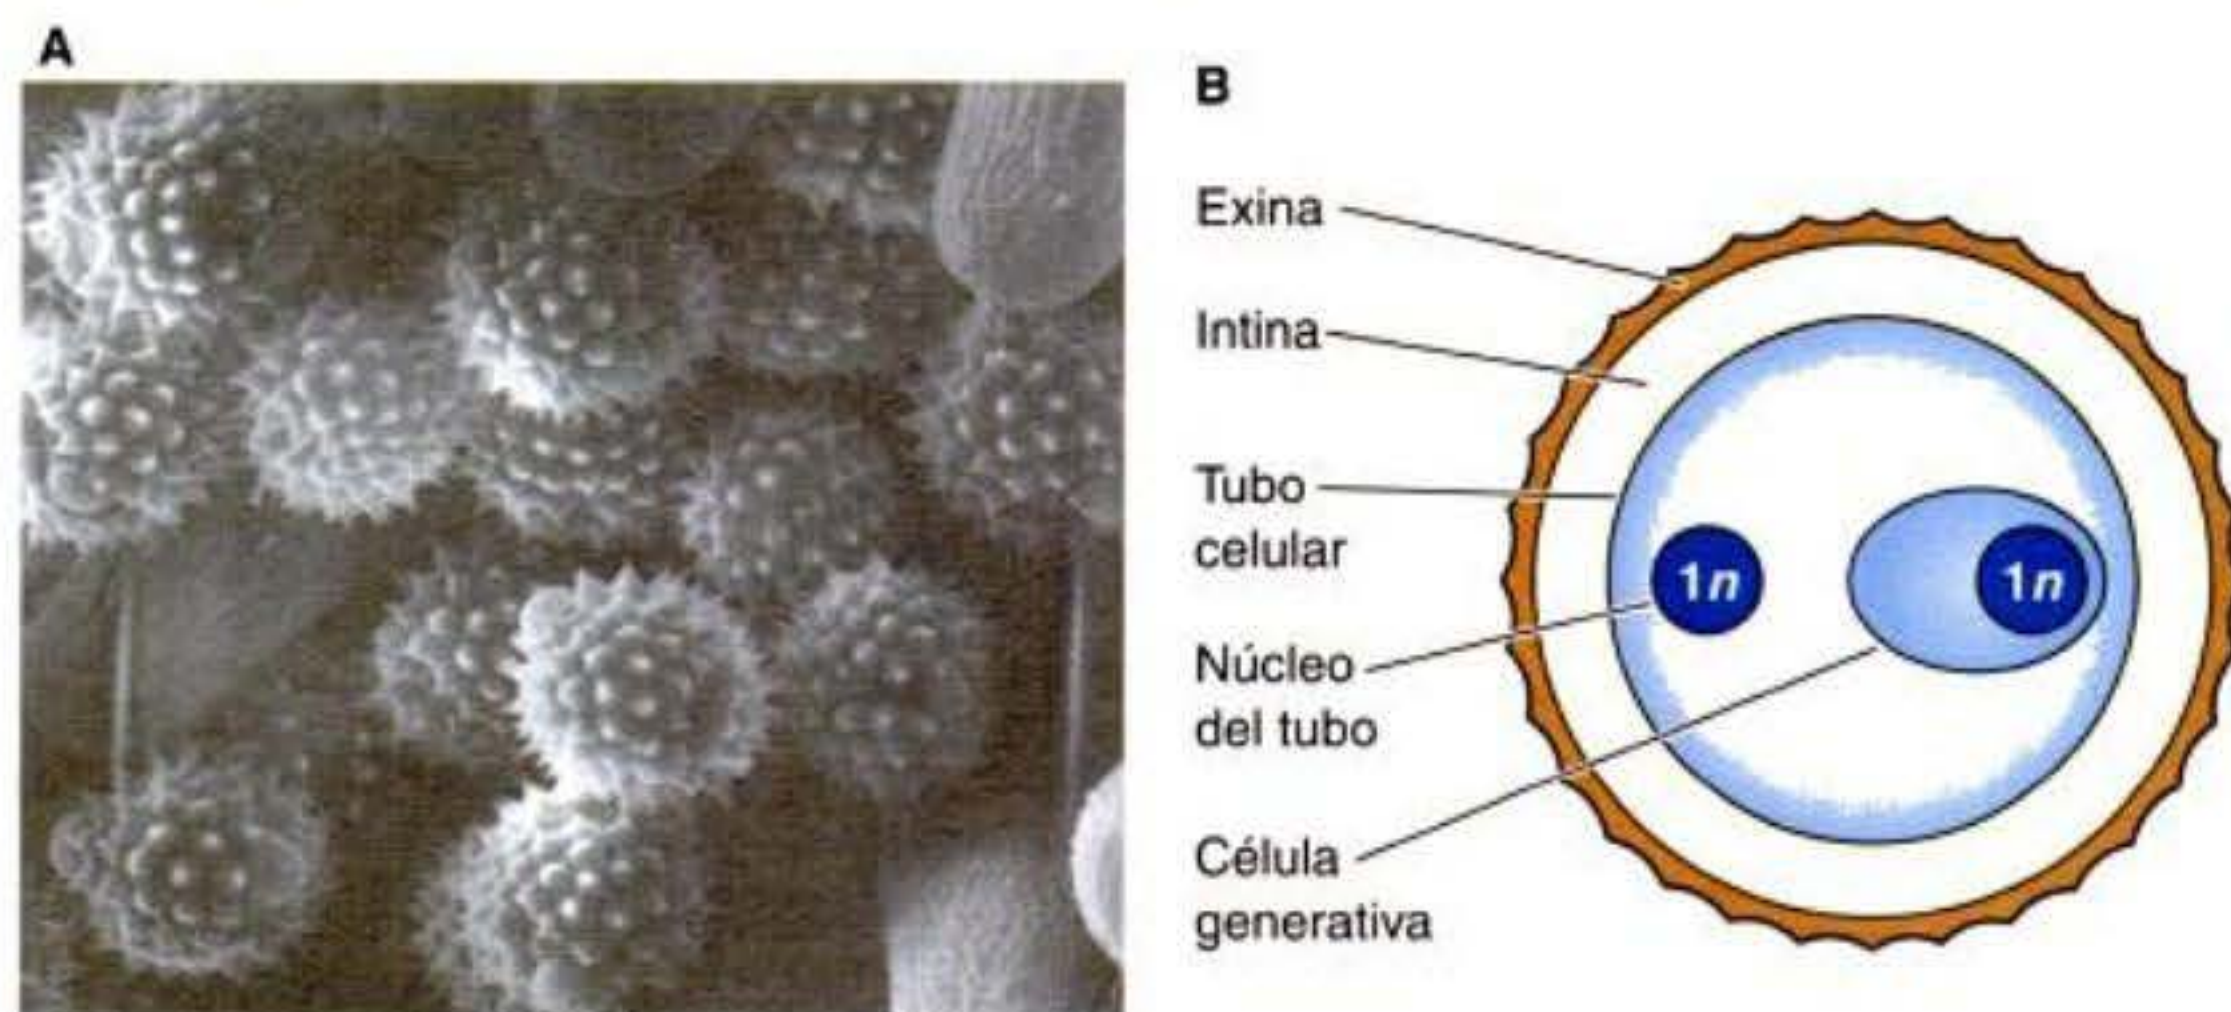 A
B
Exina
Intina
Tubo
celular
Núcleo
del tubo
Célula
generativa
1n
1n